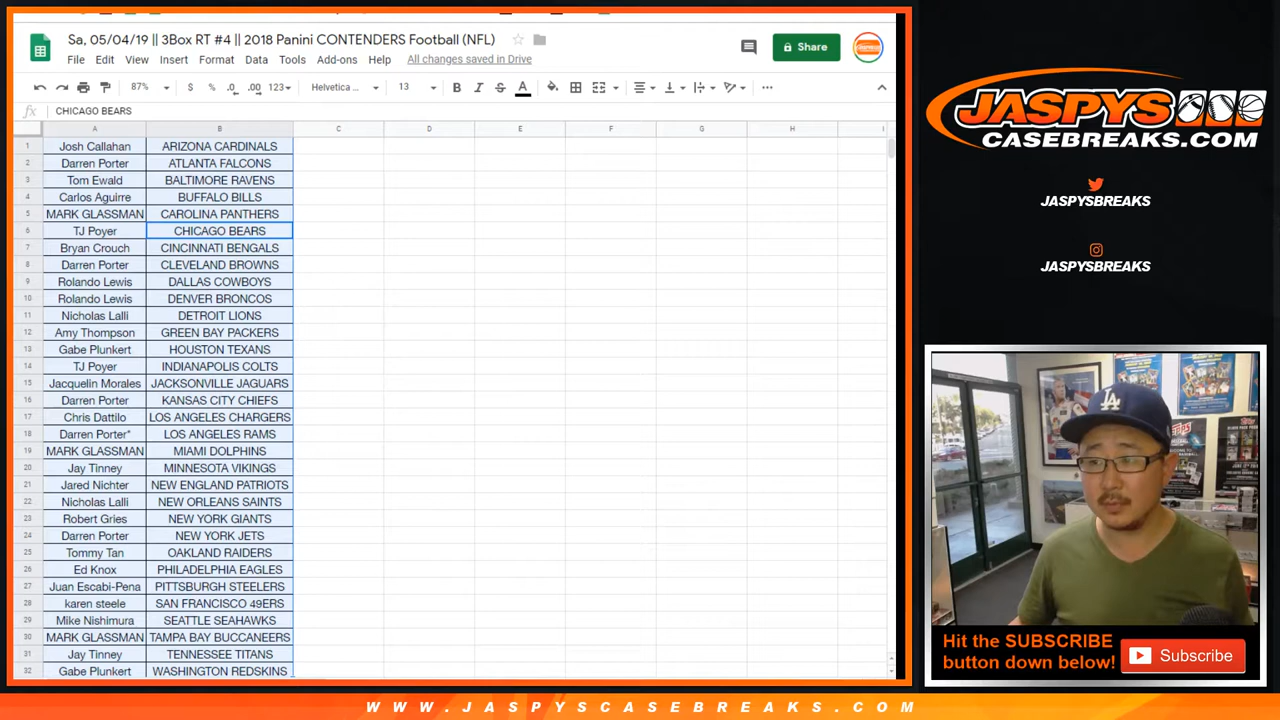 Sa, 05/04/19 || 3Box RT #4 || 2018 Panini CONTENDERS Football (NFL)
File Edit View Insert Format Data Tools Add-ons Help All changes saved in Drive
Share
87% $ % .0 .00 123 Helvetica ... 13 B I S A
fx CHICAGO BEARS
A B C D E F G H I
1 Josh Callahan ARIZONA CARDINALS
2 Darren Porter ATLANTA FALCONS
3 Tom Ewald BALTIMORE RAVENS
4 Carlos Aguirre BUFFALO BILLS
5 MARK GLASSMAN CAROLINA PANTHERS
6 TJ Poyer CHICAGO BEARS
7 Bryan Crouch CINCINNATI BENGALS
8 Darren Porter CLEVELAND BROWNS
9 Rolando Lewis DALLAS COWBOYS
10 Rolando Lewis DENVER BRONCOS
11 Nicholas Lalli DETROIT LIONS
12 Amy Thompson GREEN BAY PACKERS
13 Gabe Plunkert HOUSTON TEXANS
14 TJ Poyer INDIANAPOLIS COLTS
15 Jacquelin Morales JACKSONVILLE JAGUARS
16 Darren Porter KANSAS CITY CHIEFS
17 Chris Dattilo LOS ANGELES CHARGERS
18 Darren Porter* LOS ANGELES RAMS
19 MARK GLASSMAN MIAMI DOLPHINS
20 Jay Tinney MINNESOTA VIKINGS
21 Jared Nichter NEW ENGLAND PATRIOTS
22 Nicholas Lalli NEW ORLEANS SAINTS
23 Robert Gries NEW YORK GIANTS
24 Darren Porter NEW YORK JETS
25 Tommy Tan OAKLAND RAIDERS
26 Ed Knox PHILADELPHIA EAGLES
27 Juan Escabi-Pena PITTSBURGH STEELERS
28 karen steele SAN FRANCISCO 49ERS
29 Mike Nishimura SEATTLE SEAHAWKS
30 MARK GLASSMAN TAMPA BAY BUCCANEERS
31 Jay Tinney TENNESSEE TITANS
32 Gabe Plunkert WASHINGTON REDSKINS
JASPYS
CASEBREAKS.COM
JASPYSBREAKS
JASPYSBREAKS
LA
TOPPS
Hit the SUBSCRIBE
button down below!
Subscribe
WWW.JASPYSCASEBREAKS.COM